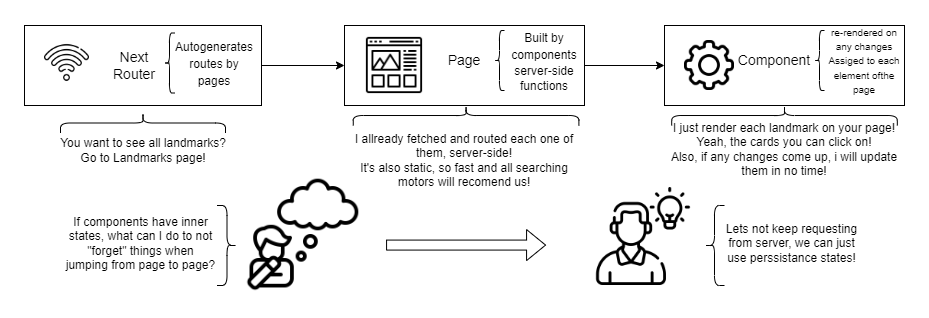 Next
Router
Autogenerates
routes by
pages
Page
Built by
components
server-side
functions
Component
re-rendered on
any changes
Assigied to each
element ofthe
page
You want to see all landmarks?
Go to Landmarks page!
I allready fetched and routed each one of
them, server-side!
It's also static, so fast and all searching
motors will recomend us!
I just render each landmark on your page!
Yeah, the cards you can click on!
Also, if any changes come up, i will update
them in no time!
If components have inner
states, what can I do to not
"forget" things when
jumping from page to page?
Lets not keep requesting
from server, we can just
use perssistance states!